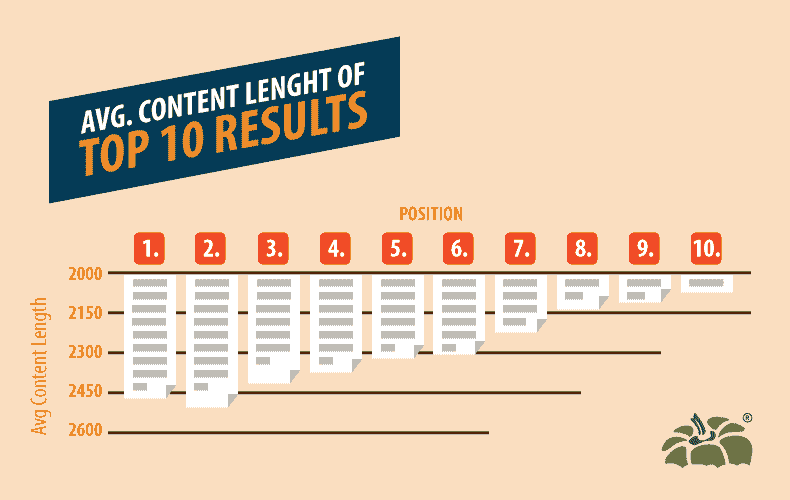 AVG. CONTENT LENGHT OF
TOP 10 RESULTS
POSITION
1. 2. 3. 4. 5. 6. 7. 8. 9. 10.
Avg Content Length
2000
2150
2300
2450
2600
®